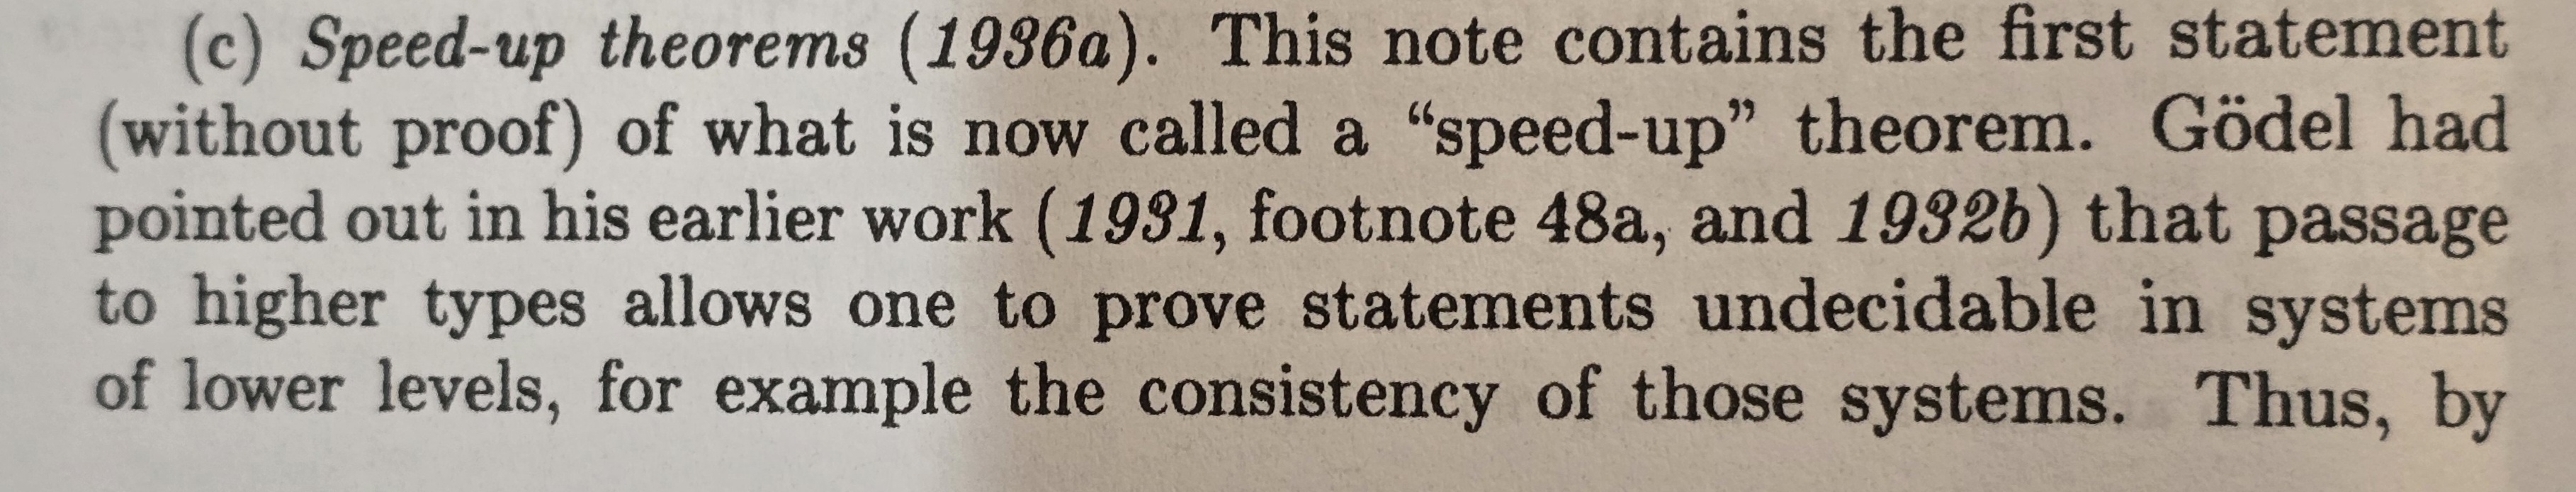 (c) Speed-up theorems (1936a). This note contains the first statement
(without proof) of what is now called a “speed-up” theorem. Gödel had
pointed out in his earlier work (1931, footnote 48a, and 1932b) that passage
to higher types allows one to prove statements undecidable in systems
of lower levels, for example the consistency of those systems. Thus, by